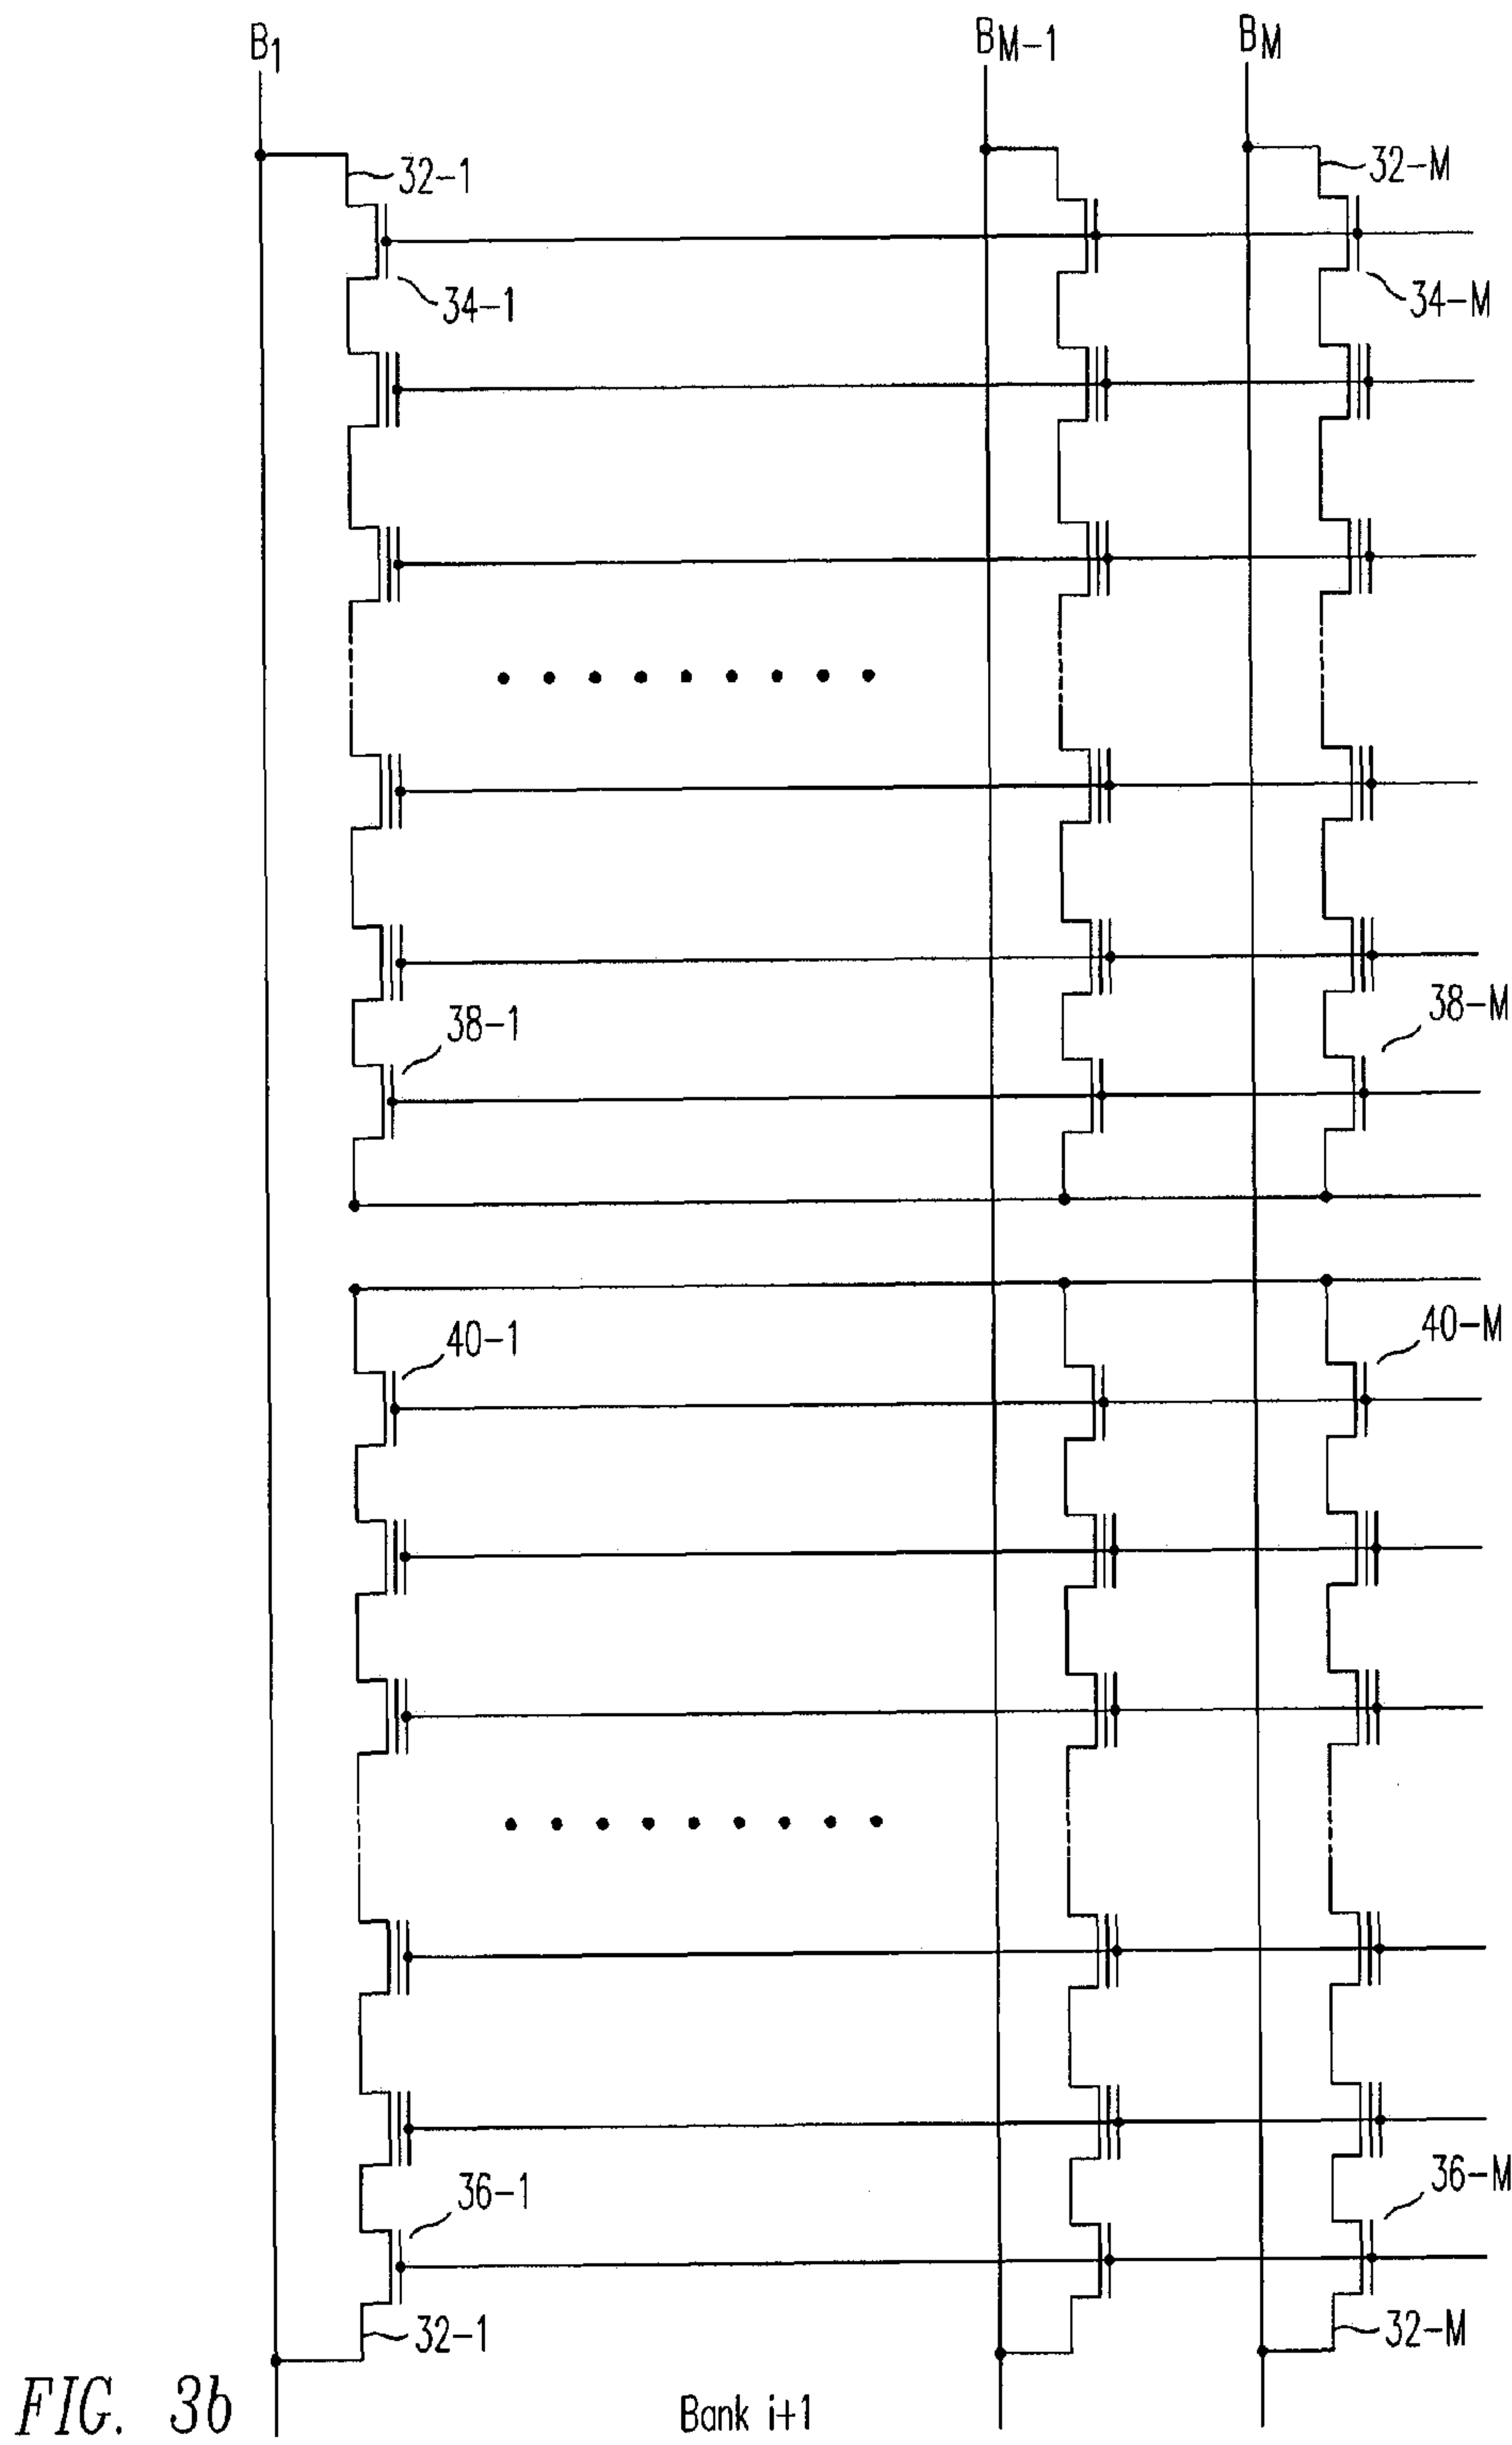 B1 BM-1 BM
32-1 32-M
34-1 34-M
38-1 38-M
40-1 40-M
36-1 36-M
32-1 32-M
FIG. 3b Bank i+1